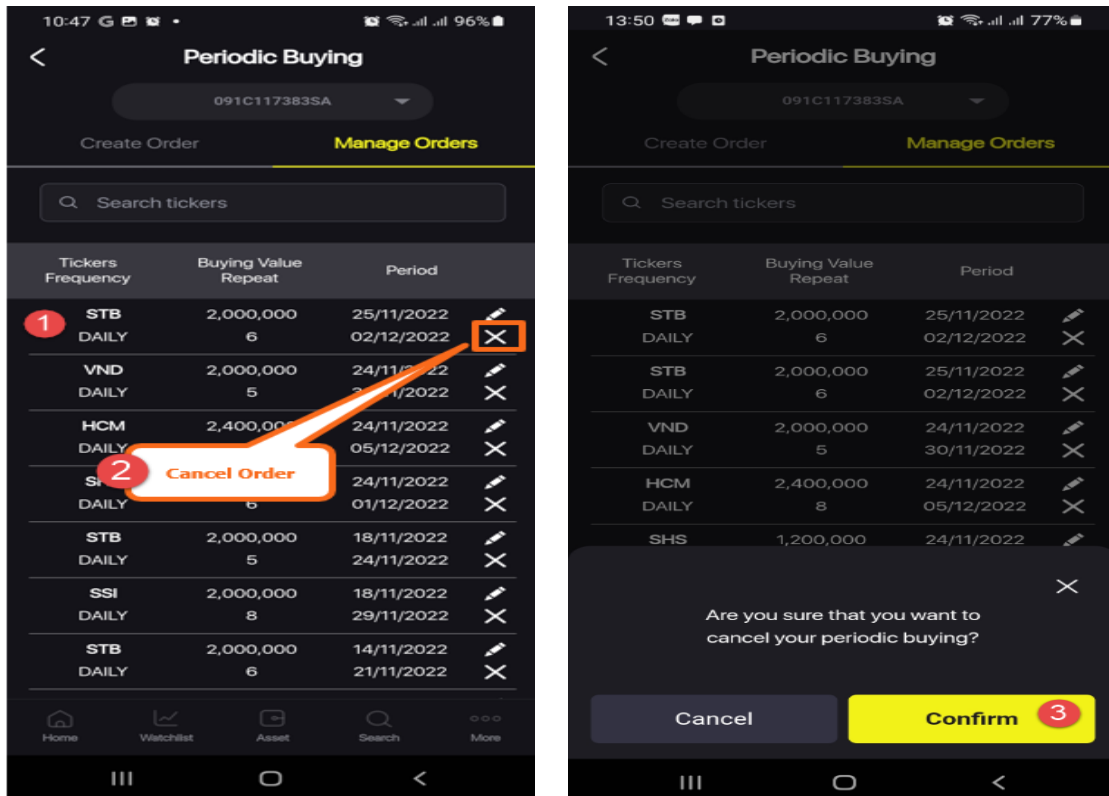 10:47 G
96%
Periodic Buying
091C117383SA
Create Order
Manage Orders
Search tickers
Tickers Frequency
Buying Value Repeat
Period
1
STB 2,000,000 25/11/2022
DAILY 6 02/12/2022
VND 2,000,000 24/11/2022
DAILY 5
HCM 2,400,000 24/11/2022
DAILY 05/12/2022
2 Cancel Order
24/11/2022
DAILY 6 01/12/2022
STB 2,000,000 18/11/2022
DAILY 5 24/11/2022
SSI 2,000,000 18/11/2022
DAILY 8 29/11/2022
STB 2,000,000 14/11/2022
DAILY 6 21/11/2022
Home Watchlist Asset Search More
13:50
77%
Periodic Buying
091C117383SA
Create Order
Manage Orders
Search tickers
Tickers Frequency
Buying Value Repeat
Period
STB 2,000,000 25/11/2022
DAILY 6 02/12/2022
STB 2,000,000 25/11/2022
DAILY 6 02/12/2022
VND 2,000,000 24/11/2022
DAILY 5 30/11/2022
HCM 2,400,000 24/11/2022
DAILY 8 05/12/2022
SHS 1,200,000 24/11/2022
Are you sure that you want to
cancel your periodic buying?
Cancel
Confirm 3